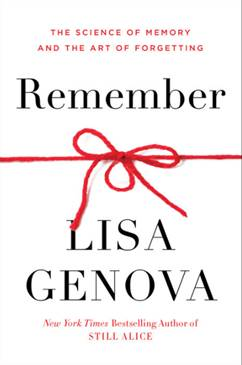 THE SCIENCE OF MEMORY
AND THE ART OF FORGETTING
Remember
LISA
GENOVA
New York Times Bestselling Author of
STILL ALICE